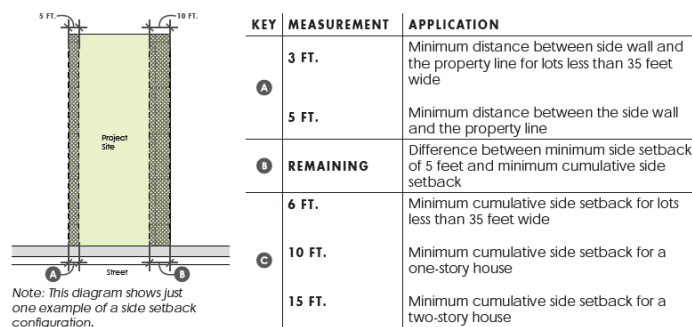 5 FT.
10 FT.
Project
Site
A
Street
B
Note: This diagram shows just
one example of a side setback
configuration.
KEY MEASUREMENT APPLICATION
A
3 FT.
Minimum distance between side wall and
the property line for lots less than 35 feet
wide
5 FT.
Minimum distance between the side wall
and the property line
B
REMAINING
Difference between minimum side setback
of 5 feet and minimum cumulative side
setback
C
6 FT.
Minimum cumulative side setback for lots
less than 35 feet wide
10 FT.
Minimum cumulative side setback for a
one-story house
15 FT.
Minimum cumulative side setback for a
two-story house